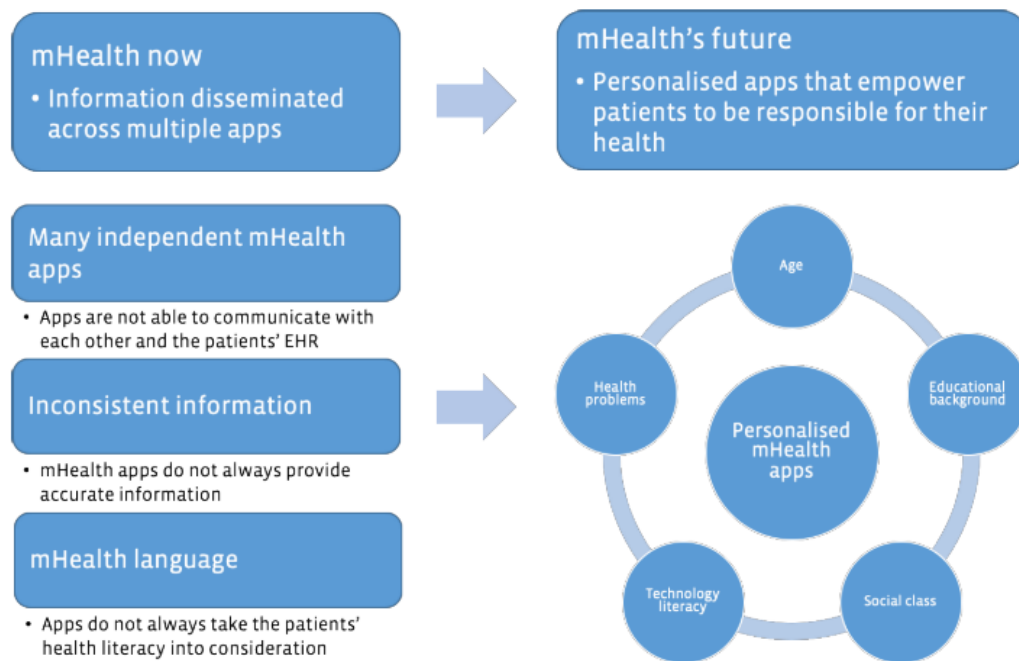 mHealth now
• Information disseminated
across multiple apps
mHealth's future
• Personalised apps that empower
patients to be responsible for their
health
Many independent mHealth
apps
• Apps are not able to communicate with
each other and the patients' EHR
Inconsistent information
• mHealth apps do not always provide
accurate information
mHealth language
• Apps do not always take the patients'
health literacy into consideration
Age
Health
problems
Educational
background
Personalised
mHealth
apps
Technology
literacy
Social class